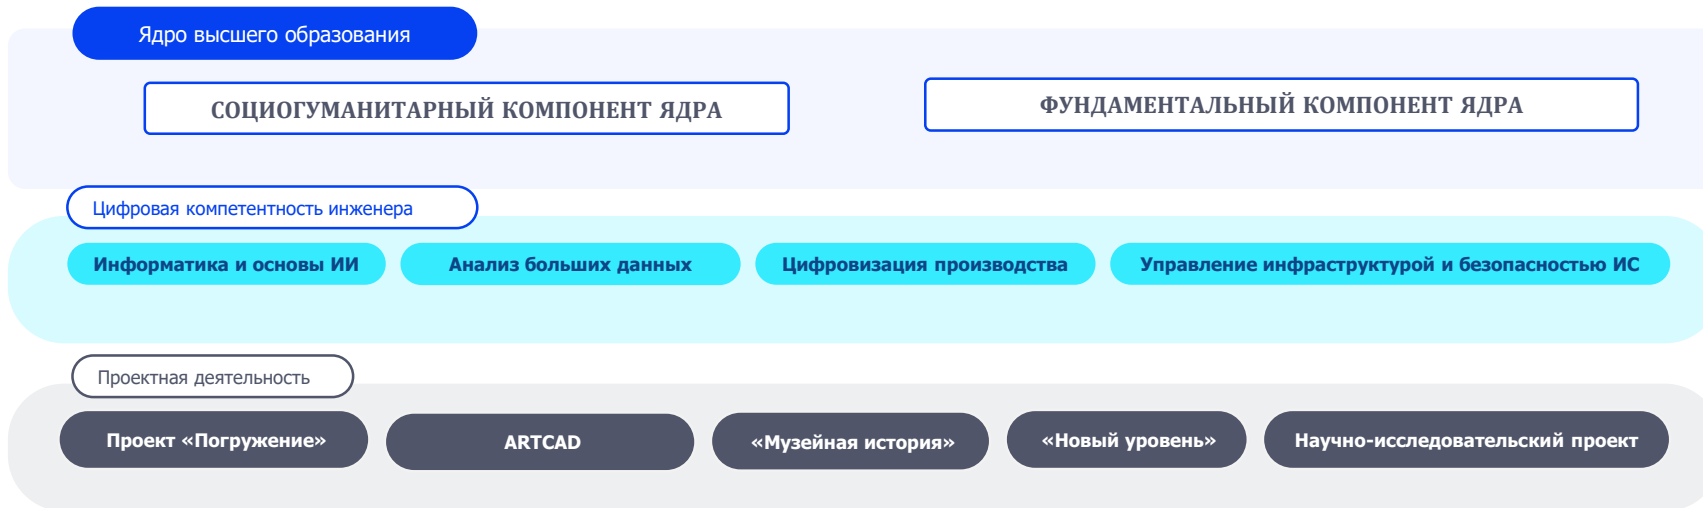 Ядро высшего образования
СОЦИОГУМАНИТАРНЫЙ КОМПОНЕНТ ЯДРА
ФУНДАМЕНТАЛЬНЫЙ КОМПОНЕНТ ЯДРА
Цифровая компетентность инженера
Информатика и основы ИИ
Анализ больших данных
Цифровизация производства
Управление инфраструктурой и безопасностью ИС
Проектная деятельность
Проект «Погружение»
ARTCAD
«Музейная история»
«Новый уровень»
Научно-исследовательский проект